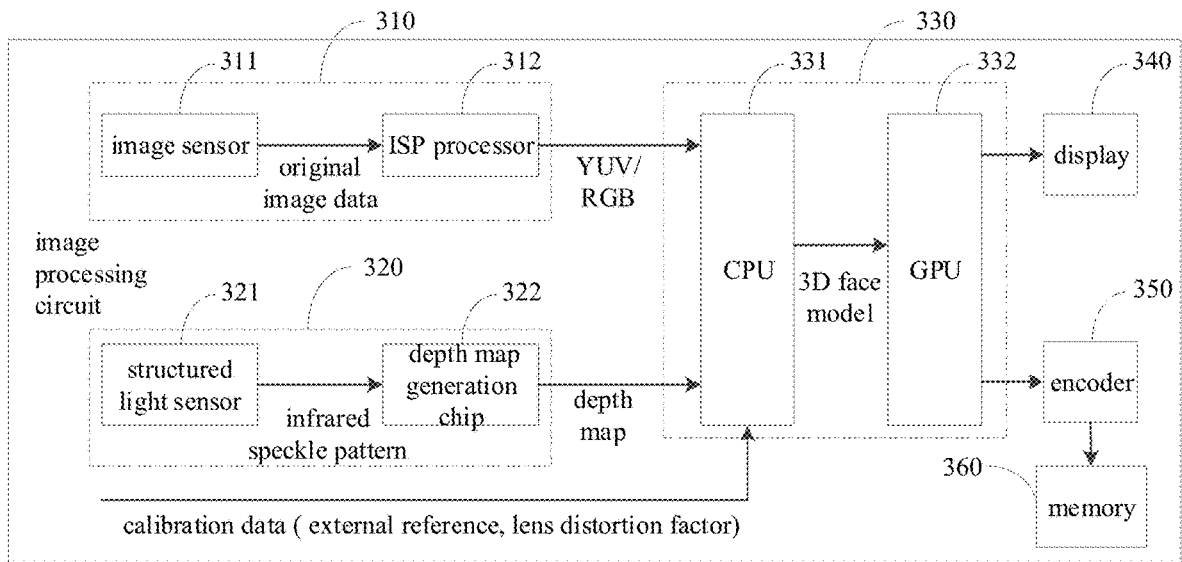 310
330
311
312
331
332
340
image sensor
ISP processor
original
image data
YUV/
RGB
display
image
processing
circuit
320
CPU
3D face
model
GPU
321
322
350
structured
light sensor
depth map
generation
chip
infrared
speckle pattern
depth
map
encoder
360
memory
calibration data ( external reference, lens distortion factor)